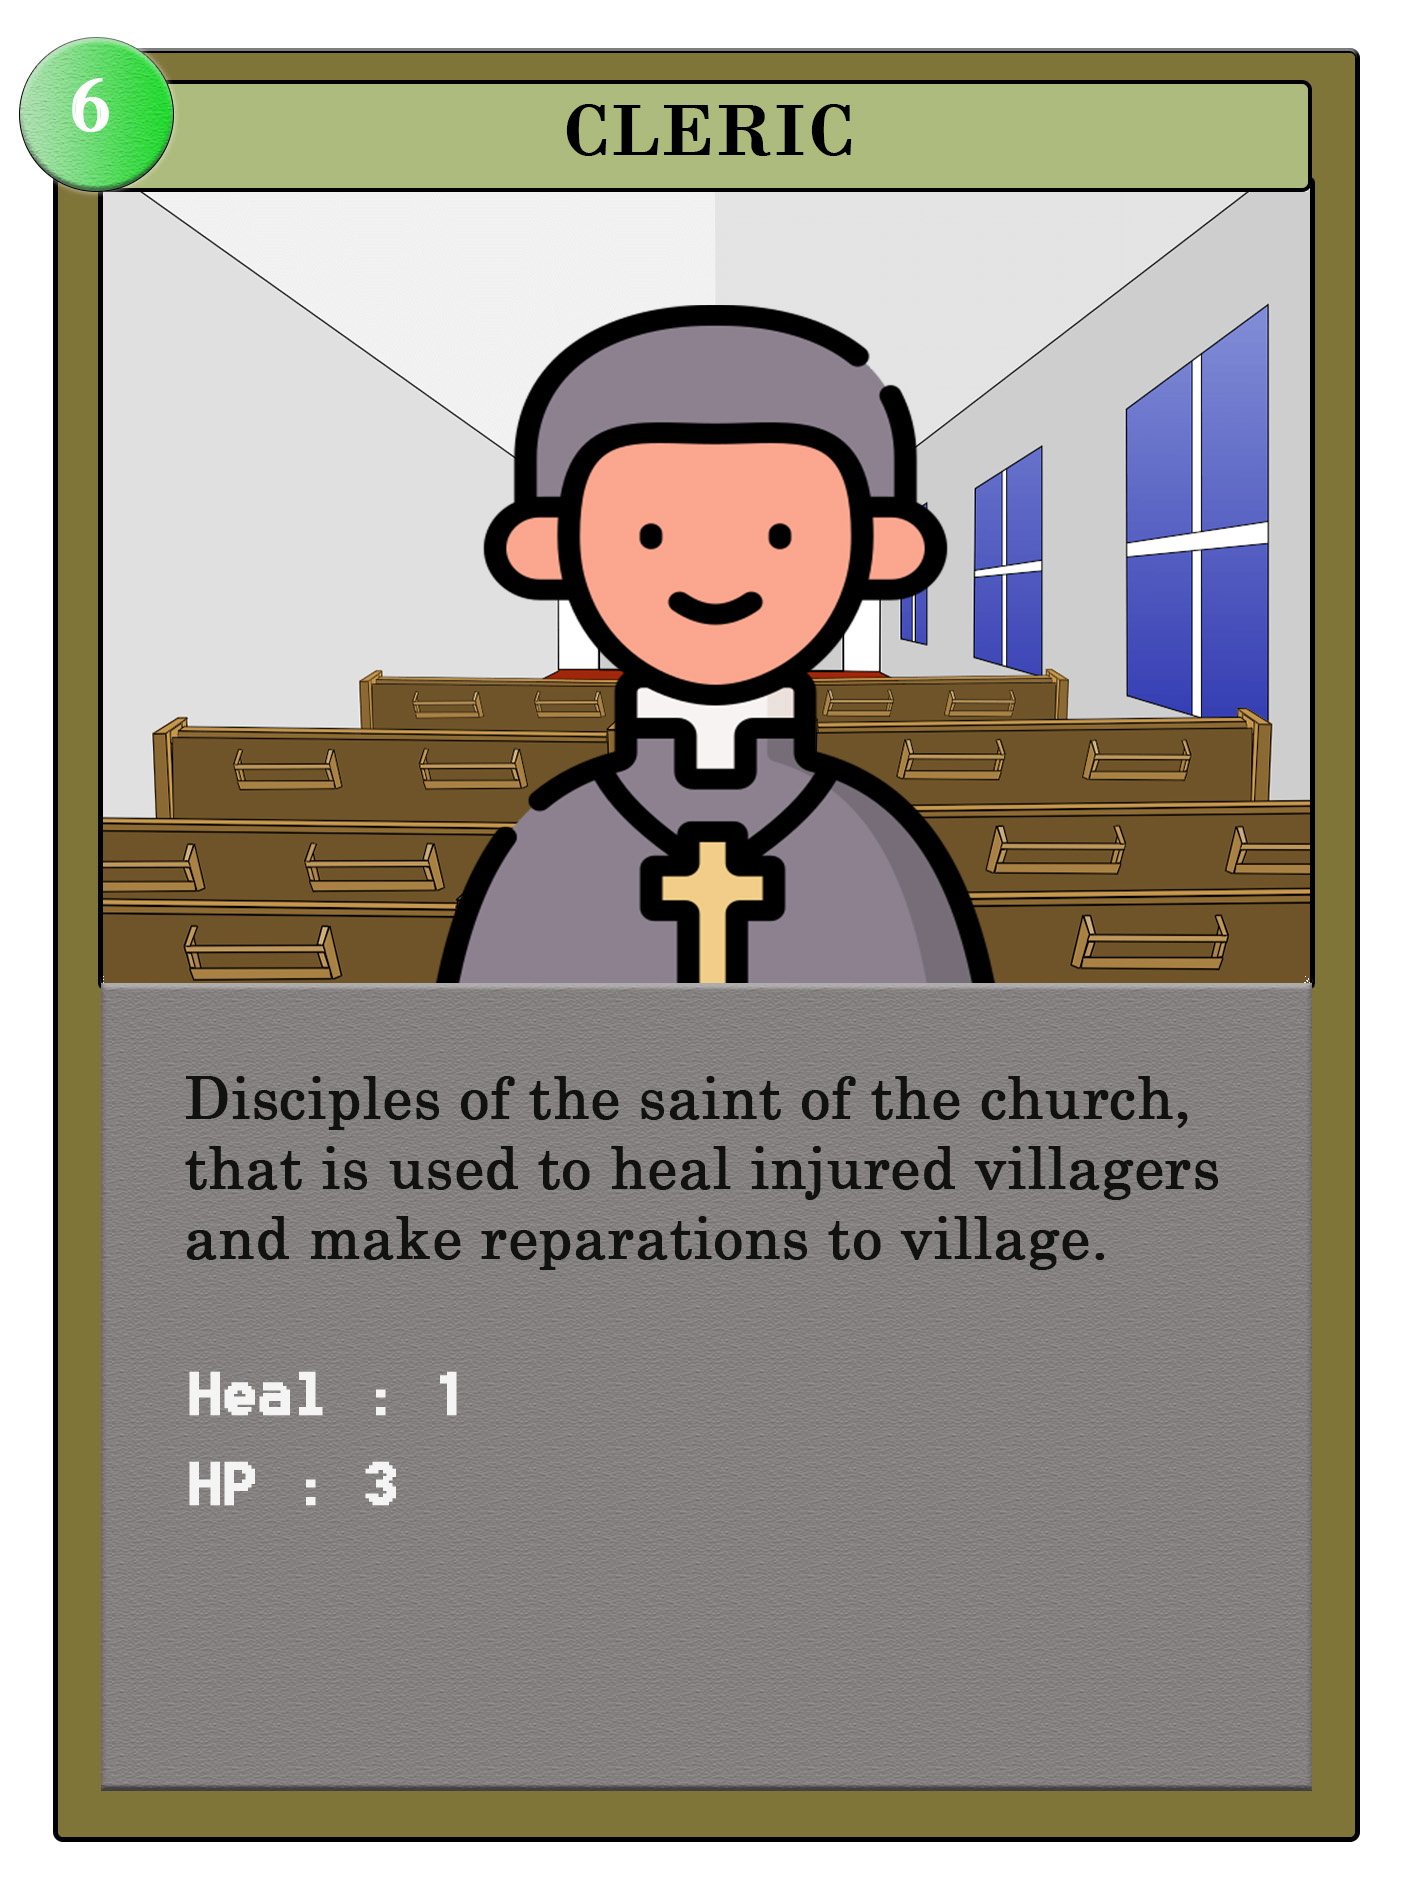 6
CLERIC
Disciples of the saint of the church,
that is used to heal injured villagers
and make reparations to village.
Heal : 1
HP : 3